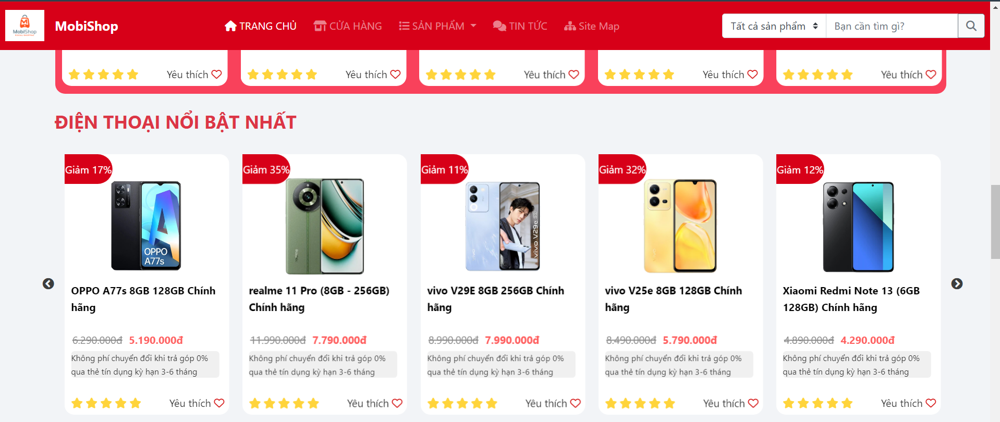 MobiShop
MobiShop
TRANG CHỦ
CỬA HÀNG
SẢN PHẨM
TIN TỨC
Site Map
Tất cả sản phẩm
Bạn cần tìm gì?
Yêu thích
Yêu thích
Yêu thích
Yêu thích
Yêu thích
ĐIỆN THOẠI NỔI BẬT NHẤT
Giảm 17%
OPPO
A77s
OPPO A77s 8GB 128GB Chính
hãng
6.290.000đ 5.190.000đ
Không phí chuyển đổi khi trả góp 0%
qua thẻ tín dụng kỳ hạn 3-6 tháng
Yêu thích
Giảm 35%
realme
realme 11 Pro (8GB - 256GB)
Chính hãng
11.990.000đ 7.790.000đ
Không phí chuyển đổi khi trả góp 0%
qua thẻ tín dụng kỳ hạn 3-6 tháng
Yêu thích
Giảm 11%
vivo
vivo V29e 5G
vivo V29E 8GB 256GB Chính
hãng
8.990.000đ 7.990.000đ
Không phí chuyển đổi khi trả góp 0%
qua thẻ tín dụng kỳ hạn 3-6 tháng
Yêu thích
Giảm 32%
vivo V25e 8GB 128GB Chính
hãng
8.490.000đ 5.790.000đ
Không phí chuyển đổi khi trả góp 0%
qua thẻ tín dụng kỳ hạn 3-6 tháng
Yêu thích
Giảm 12%
Xiaomi Redmi Note 13 (6GB
128GB) Chính hãng
4.890.000đ 4.290.000đ
Không phí chuyển đổi khi trả góp 0%
qua thẻ tín dụng kỳ hạn 3-6 tháng
Yêu thích